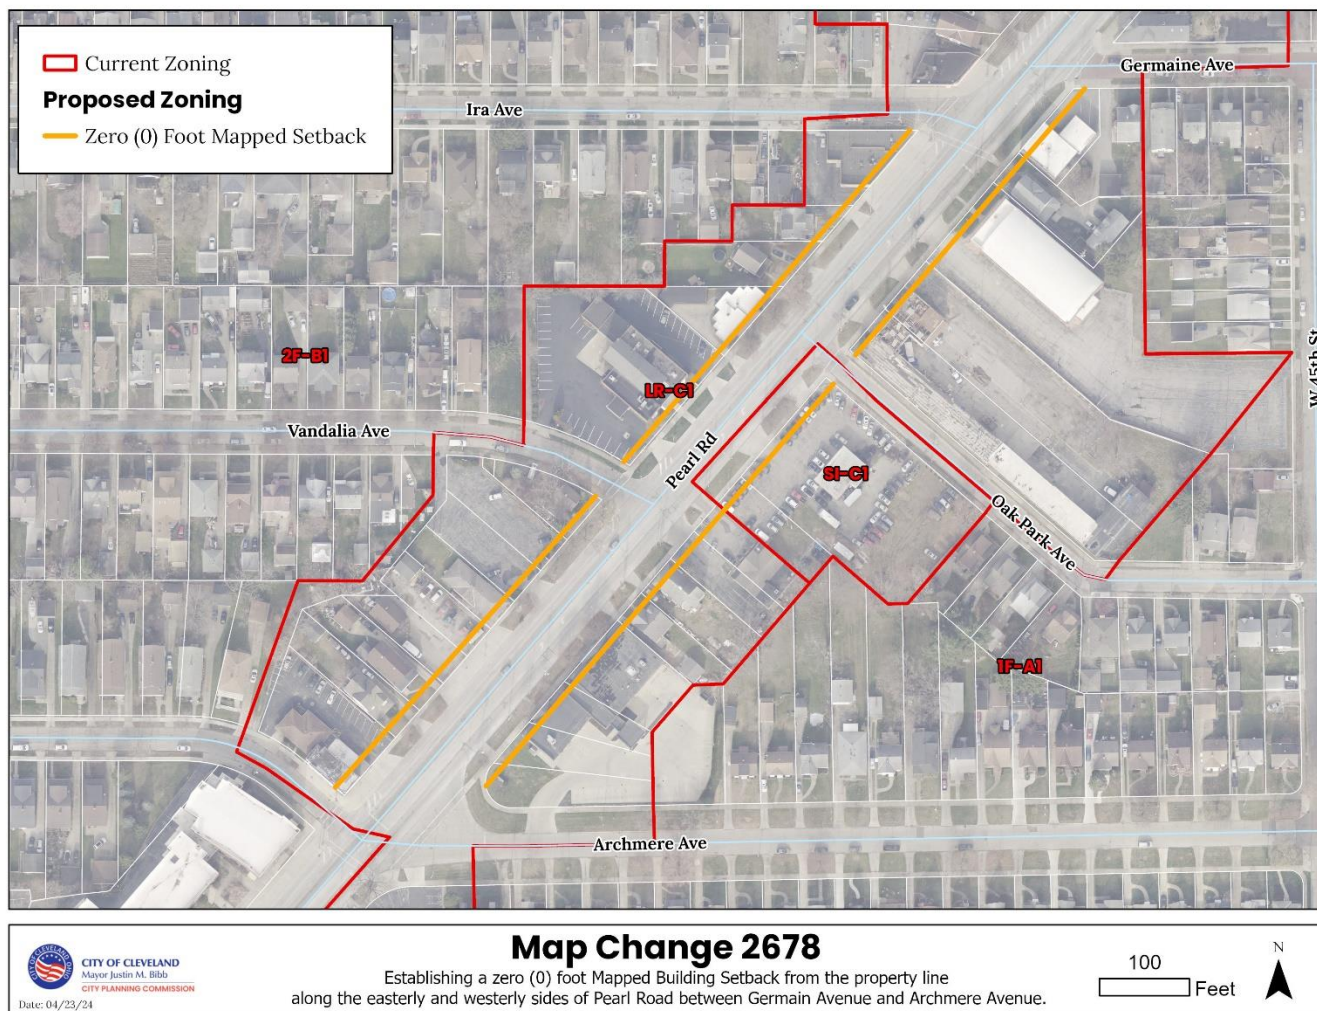 Current Zoning
Proposed Zoning
Zero (0) Foot Mapped Setback
Germaine Ave
Ira Ave
W 45th St
2F-B1
LR-C1
Vandalia Ave
Pearl Rd
SI-C1
Oak Park Ave
1F-A1
Archmere Ave
CITY OF CLEVELAND
Mayor Justin M. Bibb
CITY PLANNING COMMISSION
Date: 04/23/24
Map Change 2678
Establishing a zero (0) foot Mapped Building Setback from the property line
along the easterly and westerly sides of Pearl Road between Germain Avenue and Archmere Avenue.
100
Feet
N